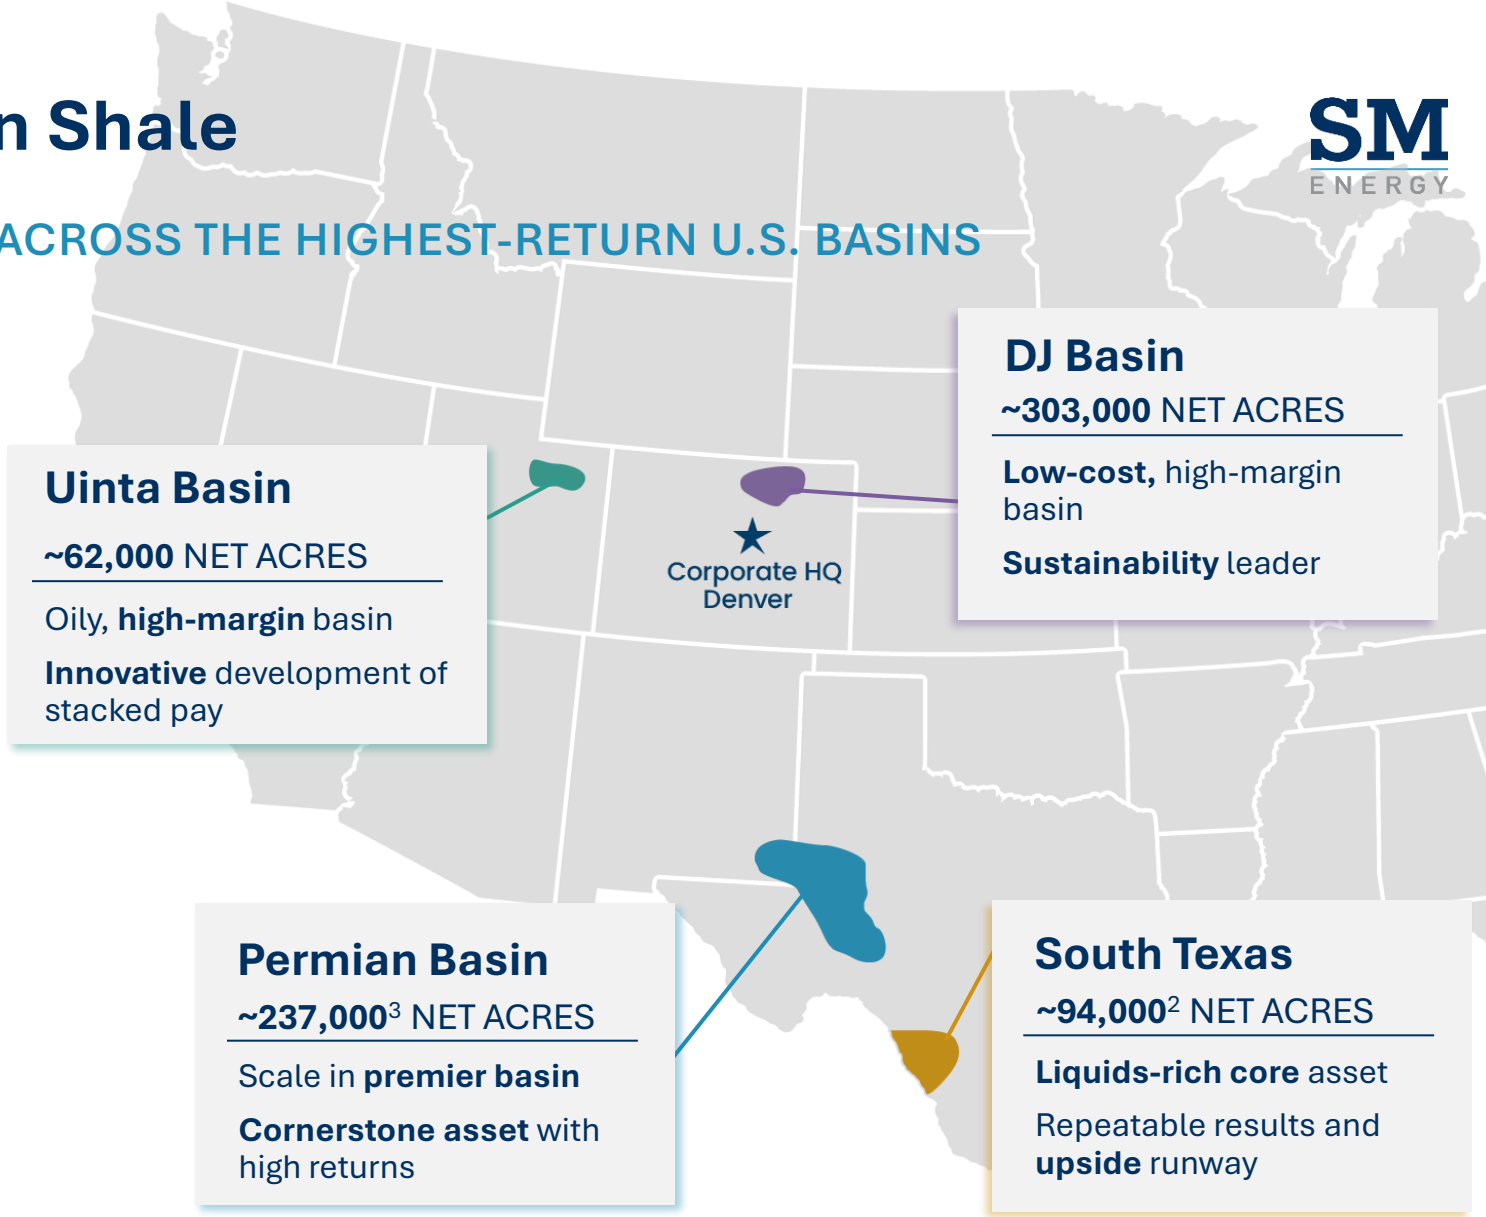 n Shale
SM
ENERGY
ACROSS THE HIGHEST-RETURN U.S. BASINS
DJ Basin
~303,000 NET ACRES
Low-cost, high-margin
basin
Sustainability leader
Uinta Basin
~62,000 NET ACRES
Oily, high-margin basin
Innovative development of
stacked pay
Corporate HQ
Denver
Permian Basin
~237,000³ NET ACRES
Scale in premier basin
Cornerstone asset with
high returns
South Texas
~94,000² NET ACRES
Liquids-rich core asset
Repeatable results and
upside runway